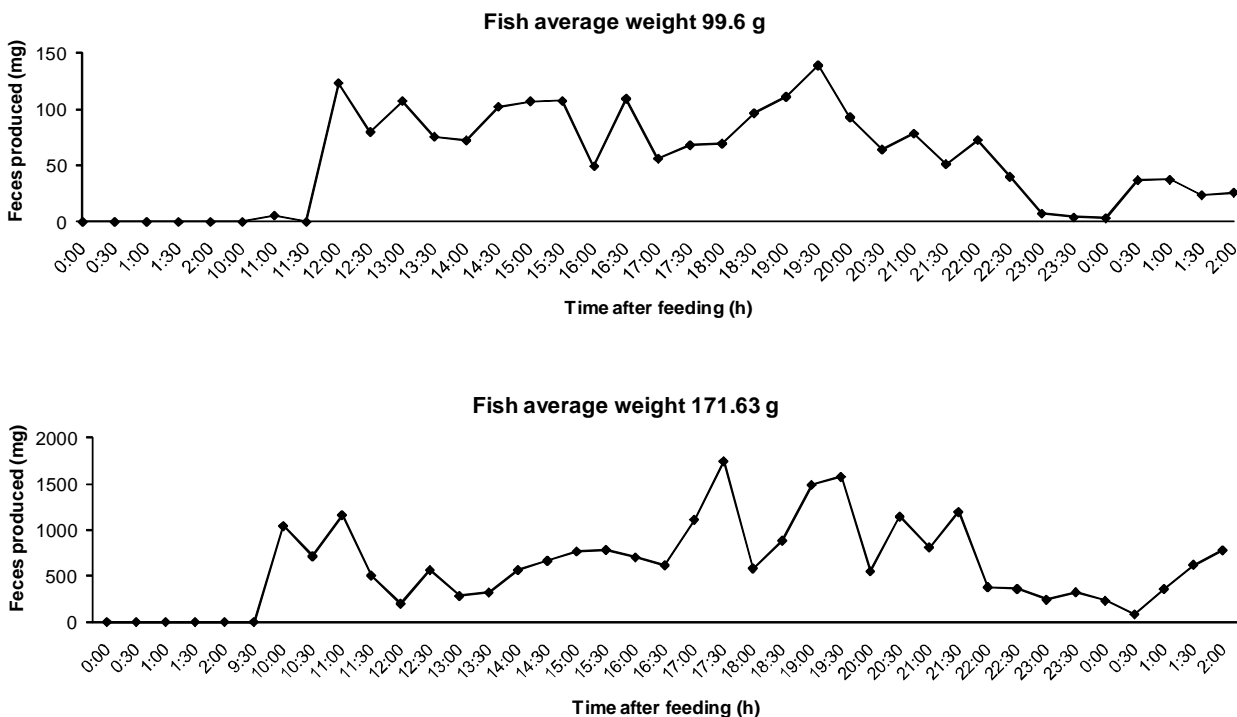 Fish average weight 99.6 g
Feces produced (mg)
150
100
50
0
0:00 0:30 1:00 1:30 2:00 10:00 11:00 11:30 12:00 12:30 13:00 13:30 14:00 14:30 15:00 15:30 16:00 16:30 17:00 17:30 18:00 18:30 19:00 19:30 20:00 20:30 21:00 21:30 22:00 22:30 23:00 23:30 0:00 0:30 1:00 1:30 2:00
Time after feeding (h)
Fish average weight 171.63 g
Feces produced (mg)
2000
1500
1000
500
0
0:00 0:30 1:00 1:30 2:00 9:30 10:00 10:30 11:00 11:30 12:00 12:30 13:00 13:30 14:00 14:30 15:00 15:30 16:00 16:30 17:00 17:30 18:00 18:30 19:00 19:30 20:00 20:30 21:00 21:30 22:00 22:30 23:00 23:30 0:00 0:30 1:00 1:30 2:00
Time after feeding (h)